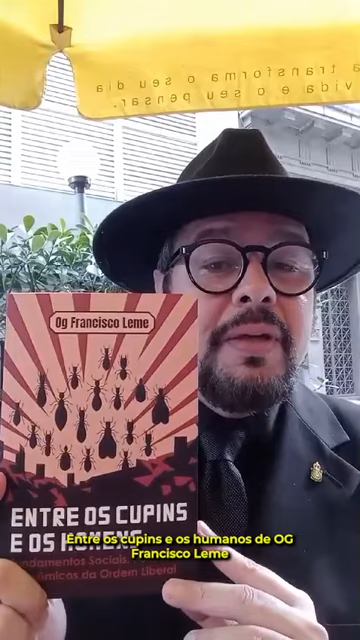 transforma o seu dia
vida e o seu pensar.
Og Francisco Leme
ENTRE OS CUPINS
E OS HOMENS
Entre os cupins e os humanos de OG
Francisco Leme
ndamentos Sociais,
da Ordem Liberal